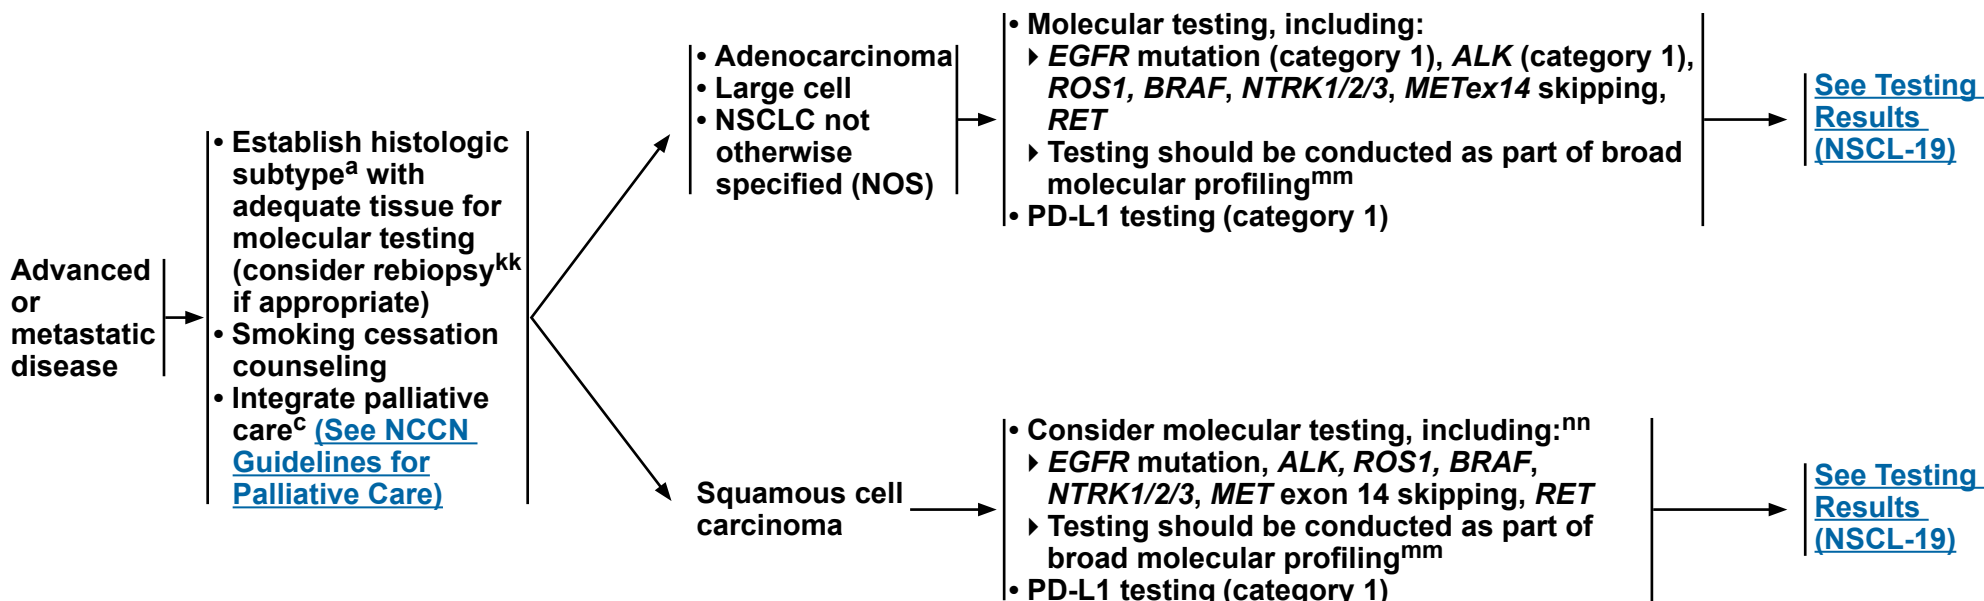 Advanced
or
metastatic
disease
• Establish histologic
subtypea with
adequate tissue for
molecular testing
(consider rebiopsykk
if appropriate)
• Smoking cessation
counseling
• Integrate palliative
carec (See NCCN
Guidelines for
Palliative Care)
• Adenocarcinoma
• Large cell
• NSCLC not
otherwise
specified (NOS)
• Molecular testing, including:
▸ EGFR mutation (category 1), ALK (category 1),
ROS1, BRAF, NTRK1/2/3, METex14 skipping,
RET
▸ Testing should be conducted as part of broad
molecular profilingmm
• PD-L1 testing (category 1)
See Testing
Results
(NSCL-19)
Squamous cell
carcinoma
• Consider molecular testing, including:nn
▸ EGFR mutation, ALK, ROS1, BRAF,
NTRK1/2/3, MET exon 14 skipping, RET
▸ Testing should be conducted as part of
broad molecular profilingmm
• PD-L1 testing (category 1)
See Testing
Results
(NSCL-19)